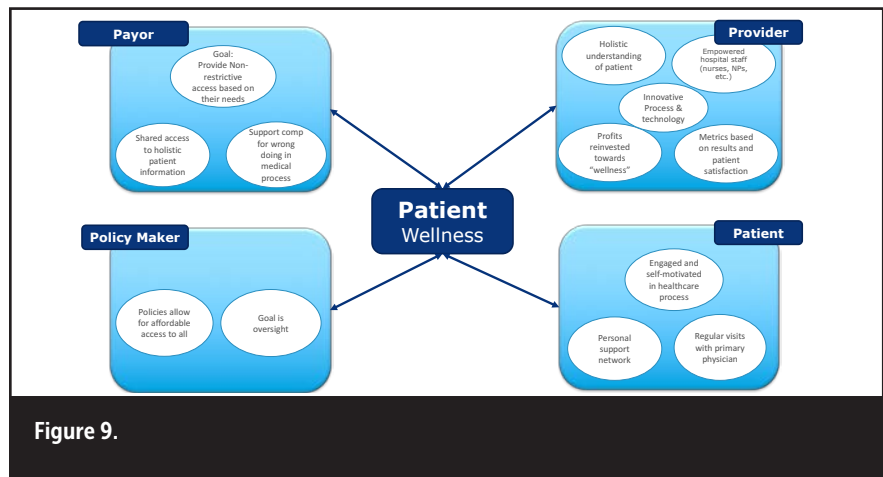 Payor
Goal:
Provide Non-
restrictive
access based on
their needs
Shared access
to holistic
patient
information
Support comp
for wrong
doing in
medical
process
Provider
Holistic
understanding
of patient
Empowered
hospital staff
(nurses, NPs,
etc.)
Innovative
Process &
technology
Profits
reinvested
towards
“wellness”
Metrics based
on results and
patient
satisfaction
Patient
Wellness
Policy Maker
Policies allow
for affordable
access to all
Goal is
oversight
Patient
Engaged and
self-motivated
in healthcare
process
Personal
support
network
Regular visits
with primary
physician
Figure 9.